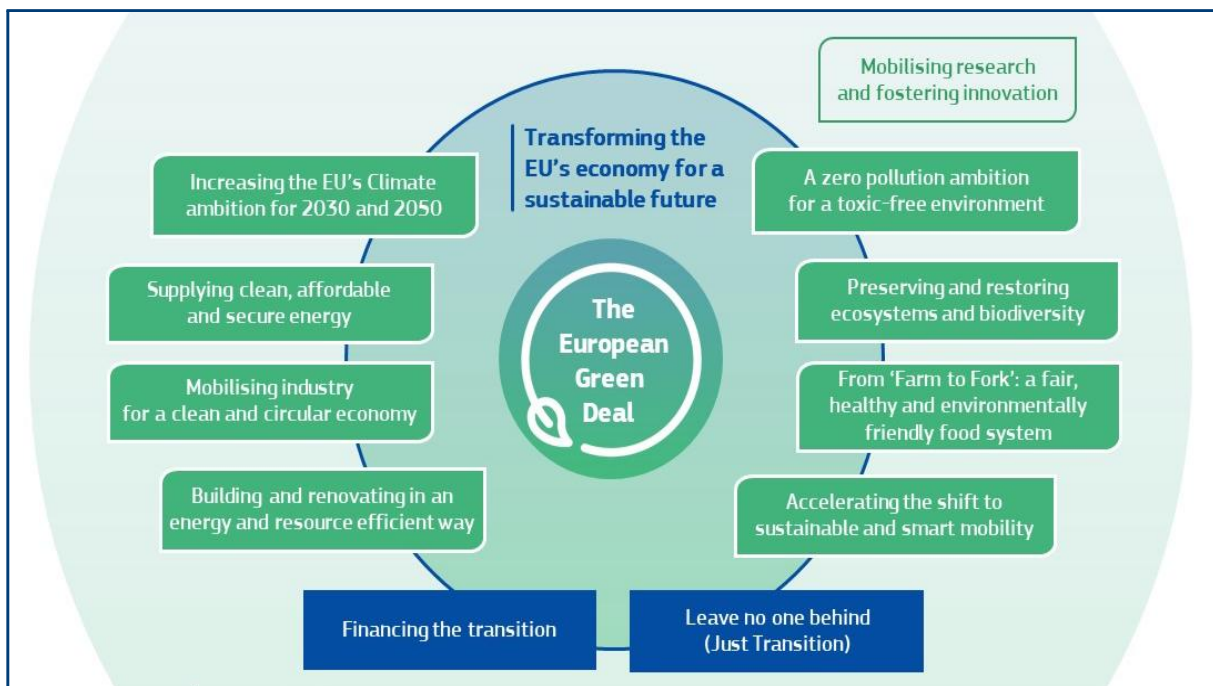 Mobilising research
and fostering innovation
Transforming the
EU's economy for a
sustainable future
Increasing the EU's Climate
ambition for 2030 and 2050
A zero pollution ambition
for a toxic-free environment
Supplying clean, affordable
and secure energy
Preserving and restoring
ecosystems and biodiversity
The
European
Green
Deal
Mobilising industry
for a clean and circular economy
From ‘Farm to Fork’: a fair,
healthy and environmentally
friendly food system
Building and renovating in an
energy and resource efficient way
Accelerating the shift to
sustainable and smart mobility
Financing the transition
Leave no one behind
(Just Transition)